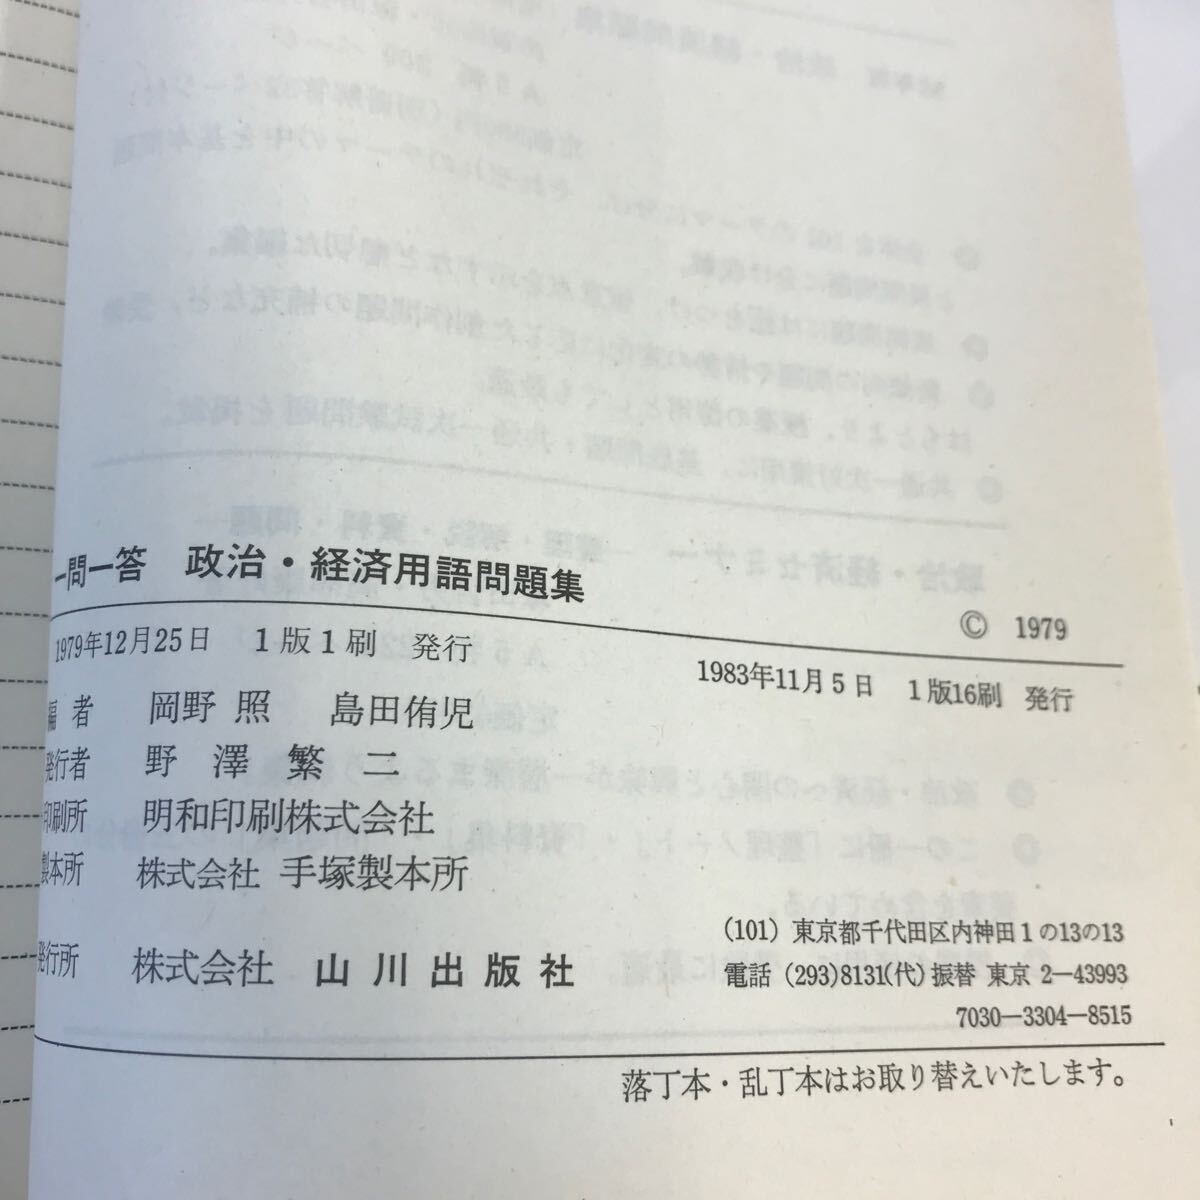 一問一答 政治・経済用語問題集
© 1979
1979年12月25日 1版1刷 発行
1983年11月5日 1版16刷 発行
編者 岡野照 島田侑児
発行者 野澤繁二
印刷所 明和印刷株式会社
製本所 株式会社 手塚製本所
発行所 株式会社 山川出版社
(101) 東京都千代田区内神田1の13の13
電話 (293)8131(代) 振替 東京 2-43993
7030-3304-8515
落丁本・乱丁本はお取り替えいたします。